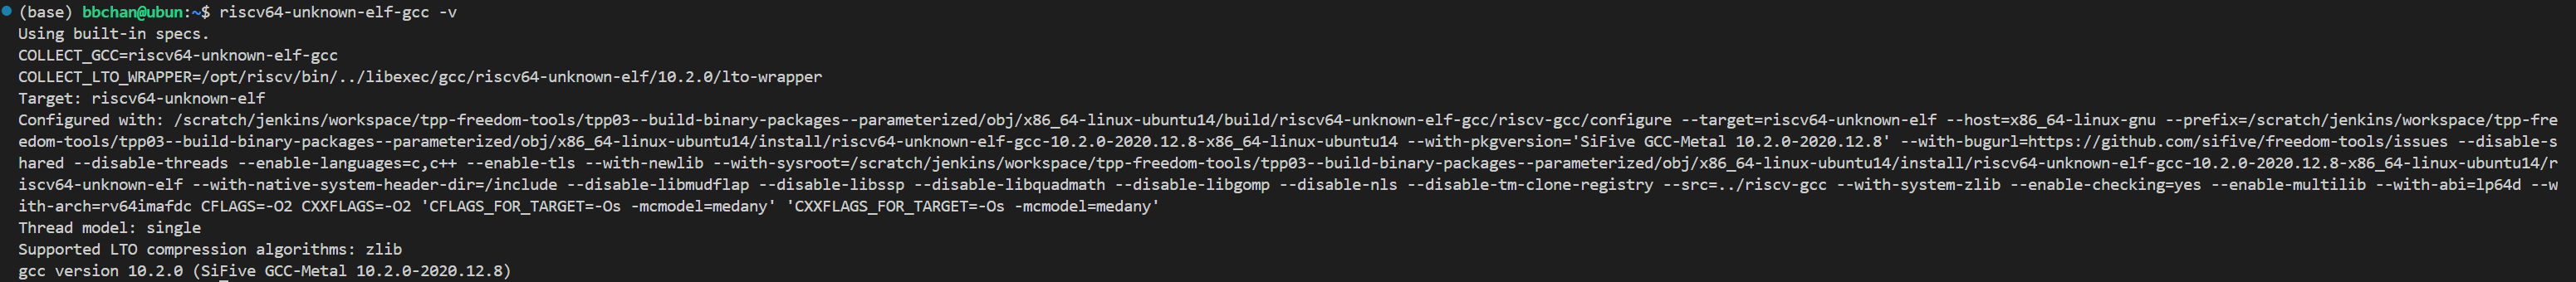 (base) bbchan@ubun:~$ riscv64-unknown-elf-gcc -v
Using built-in specs.
COLLECT_GCC=riscv64-unknown-elf-gcc
COLLECT_LTO_WRAPPER=/opt/riscv/bin/../libexec/gcc/riscv64-unknown-elf/10.2.0/lto-wrapper
Target: riscv64-unknown-elf
Configured with: /scratch/jenkins/workspace/tpp-freedom-tools/tpp03--build-binary-packages--parameterized/obj/x86_64-linux-ubuntu14/build/riscv64-unknown-elf-gcc/riscv-gcc/configure --target=riscv64-unknown-elf --host=x86_64-linux-gnu --prefix=/scratch/jenkins/workspace/tpp-fre
edom-tools/tpp03--build-binary-packages--parameterized/obj/x86_64-linux-ubuntu14/install/riscv64-unknown-elf-gcc-10.2.0-2020.12.8-x86_64-linux-ubuntu14 --with-pkgversion='SiFive GCC-Metal 10.2.0-2020.12.8' --with-bugurl=https://github.com/sifive/freedom-tools/issues --disable-s
hared --disable-threads --enable-languages=c,c++ --enable-tls --with-newlib --with-sysroot=/scratch/jenkins/workspace/tpp-freedom-tools/tpp03--build-binary-packages--parameterized/obj/x86_64-linux-ubuntu14/install/riscv64-unknown-elf-gcc-10.2.0-2020.12.8-x86_64-linux-ubuntu14/r
iscv64-unknown-elf --with-native-system-header-dir=/include --disable-libmudflap --disable-libssp --disable-libquadmath --disable-libgomp --disable-nls --disable-tm-clone-registry --src=../riscv-gcc --with-system-zlib --enable-checking=yes --enable-multilib --with-abi=lp64d --w
ith-arch=rv64imafdc CFLAGS=-O2 CXXFLAGS=-O2 'CFLAGS_FOR_TARGET=-Os -mcmodel=medany' 'CXXFLAGS_FOR_TARGET=-Os -mcmodel=medany'
Thread model: single
Supported LTO compression algorithms: zlib
gcc version 10.2.0 (SiFive GCC-Metal 10.2.0-2020.12.8)